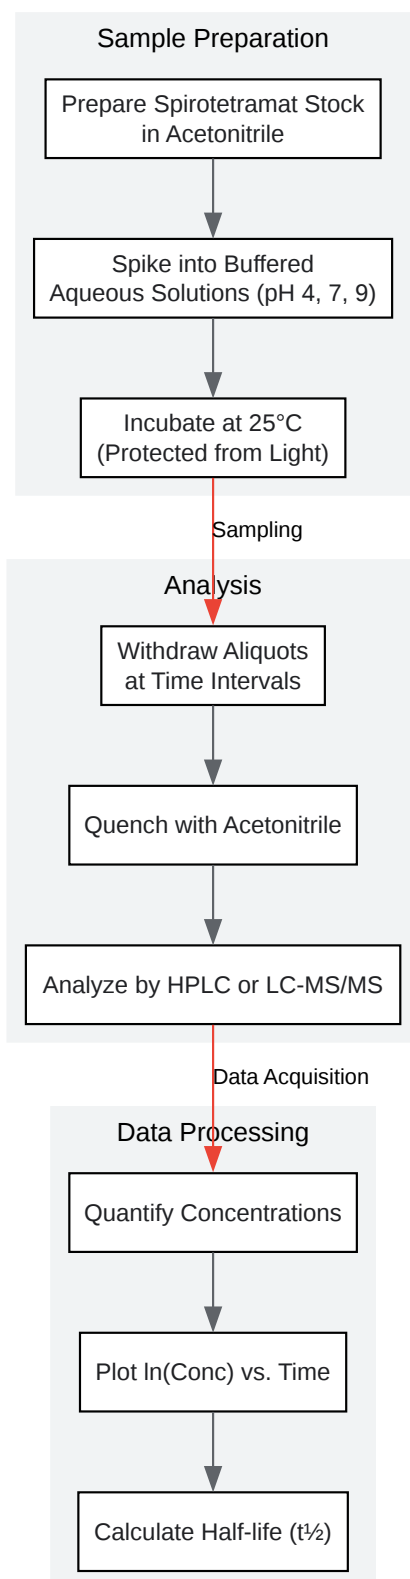 Sample Preparation
Prepare Spirotetramat Stock
in Acetonitrile
Spike into Buffered
Aqueous Solutions (pH 4, 7, 9)
Incubate at 25°C
(Protected from Light)
Sampling
Analysis
Withdraw Aliquots
at Time Intervals
Quench with Acetonitrile
Analyze by HPLC or LC-MS/MS
Data Acquisition
Data Processing
Quantify Concentrations
Plot ln(Conc) vs. Time
Calculate Half-life (t½)